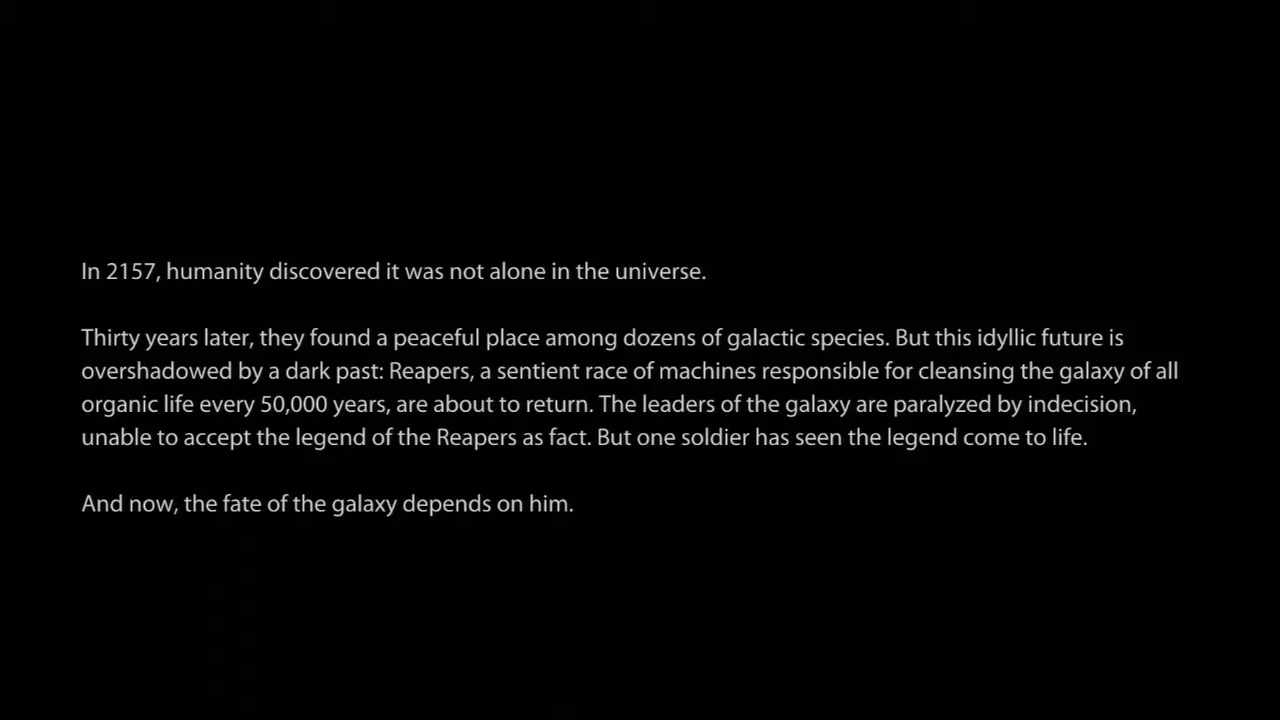 In 2157, humanity discovered it was not alone in the universe.
Thirty years later, they found a peaceful place among dozens of galactic species. But this idyllic future is
overshadowed by a dark past: Reapers, a sentient race of machines responsible for cleansing the galaxy of all
organic life every 50,000 years, are about to return. The leaders of the galaxy are paralyzed by indecision,
unable to accept the legend of the Reapers as fact. But one soldier has seen the legend come to life.
And now, the fate of the galaxy depends on him.